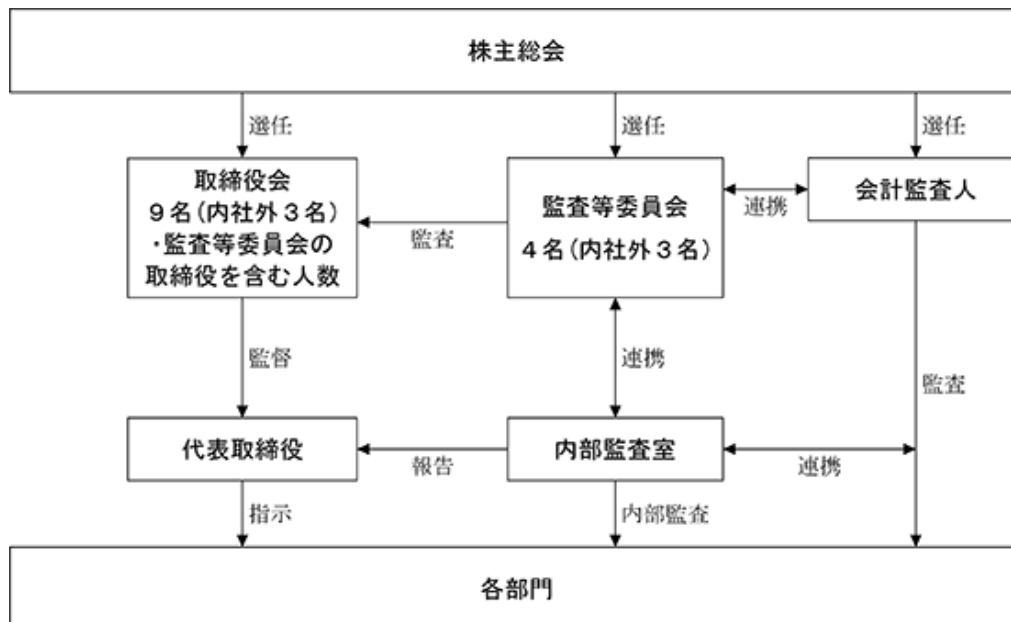 株主総会
選任
選任
選任
取締役会
9名(内社外3名)
・監査等委員会の
取締役を含む人数
監査
監査等委員会
4名(内社外3名)
連携
会計監査人
監督
連携
監査
代表取締役
報告
内部監査室
連携
指示
内部監査
各部門